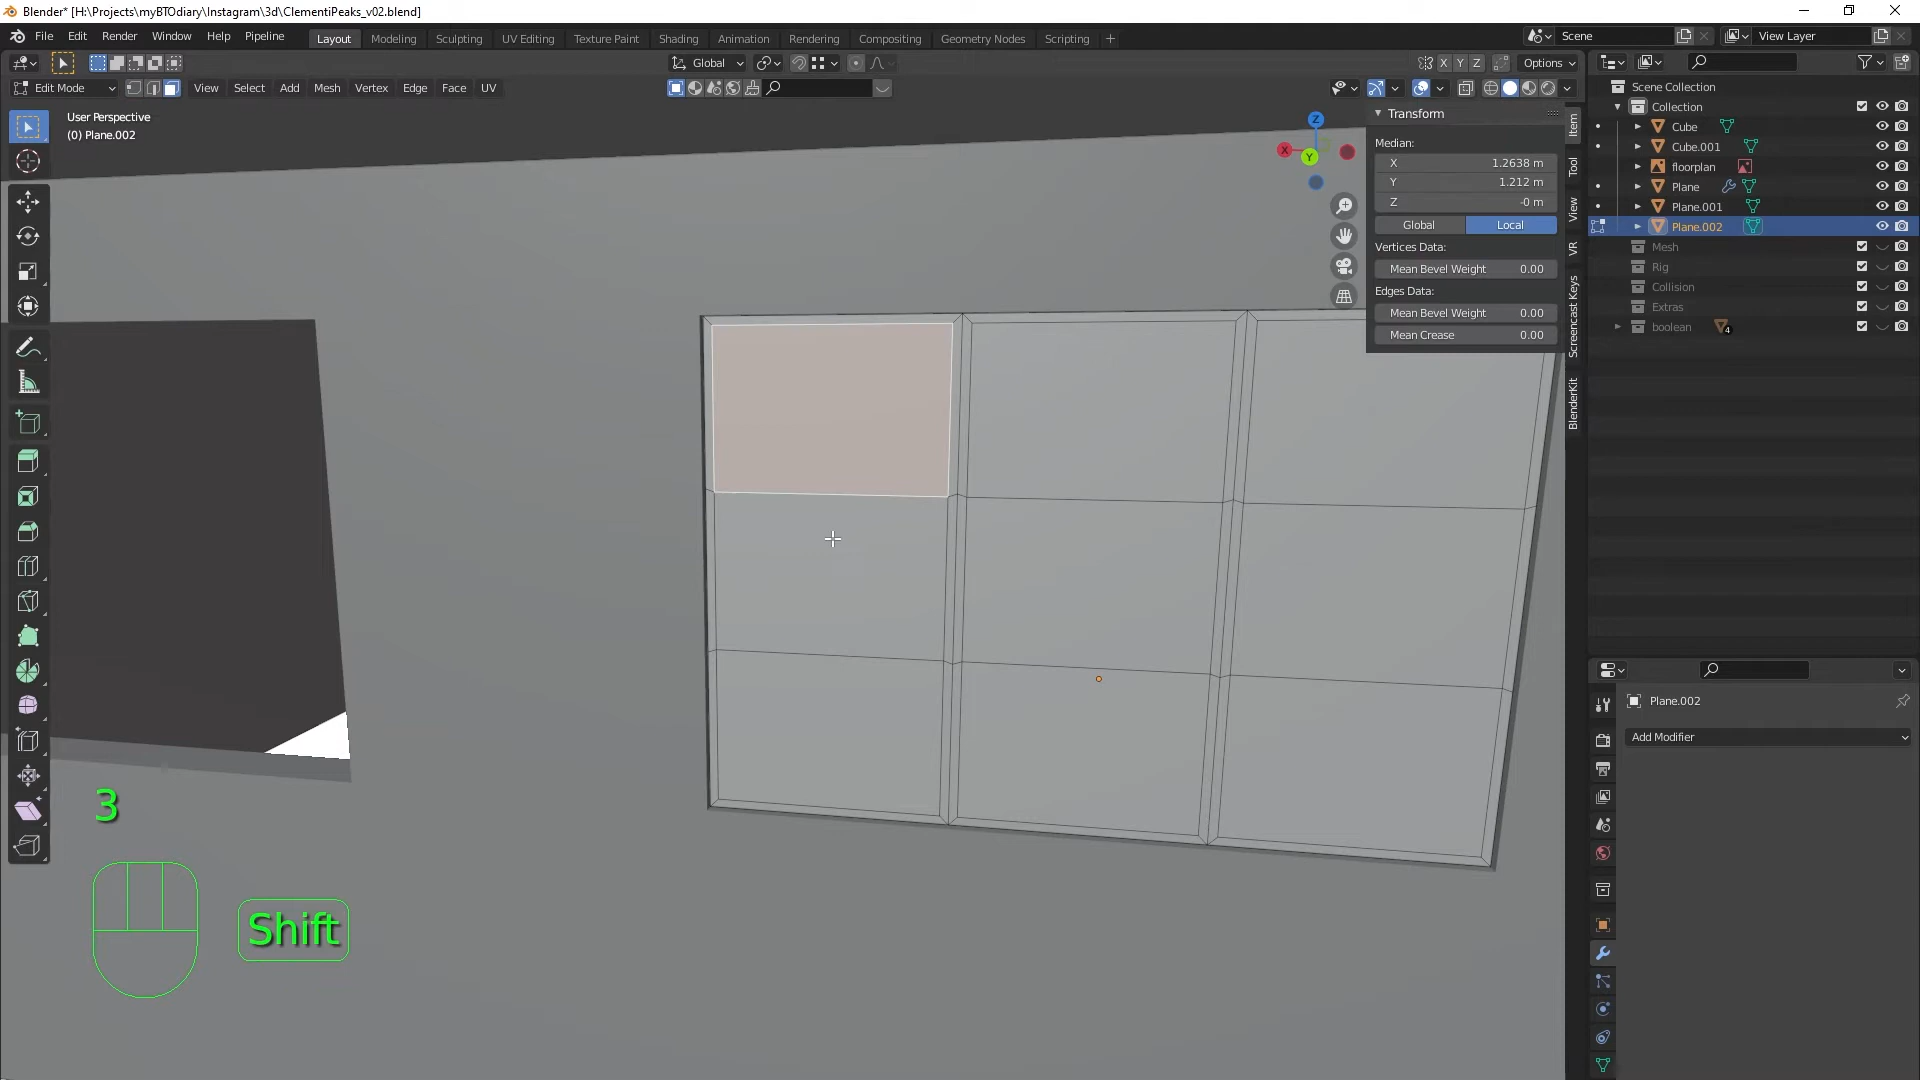 Blender* [H:\Projects\myBTOdiary\Instagram\3d\ClementiPeaks_v02.blend]
File Edit Render Window Help Pipeline Layout Modeling Sculpting UV Editing Texture Paint Shading Animation Rendering Compositing Geometry Nodes Scripting + Scene View Layer
Global X Y Z Options
Edit Mode View Select Add Mesh Vertex Edge Face UV
User Perspective
(0) Plane.002
Z
X
Y
Transform
Median:
X 1.2638 m
Y 1.212 m
Z -0 m
Global Local
Vertices Data:
Mean Bevel Weight 0.00
Edges Data:
Mean Bevel Weight 0.00
Mean Crease 0.00
Item
Tool
View
VR
Screencast Keys
BlenderKit
Scene Collection
Collection
Cube
Cube.001
floorplan
Plane
Plane.001
Plane.002
Mesh
Rig
Collision
Extras
boolean 4
Plane.002
Add Modifier
3
Shift